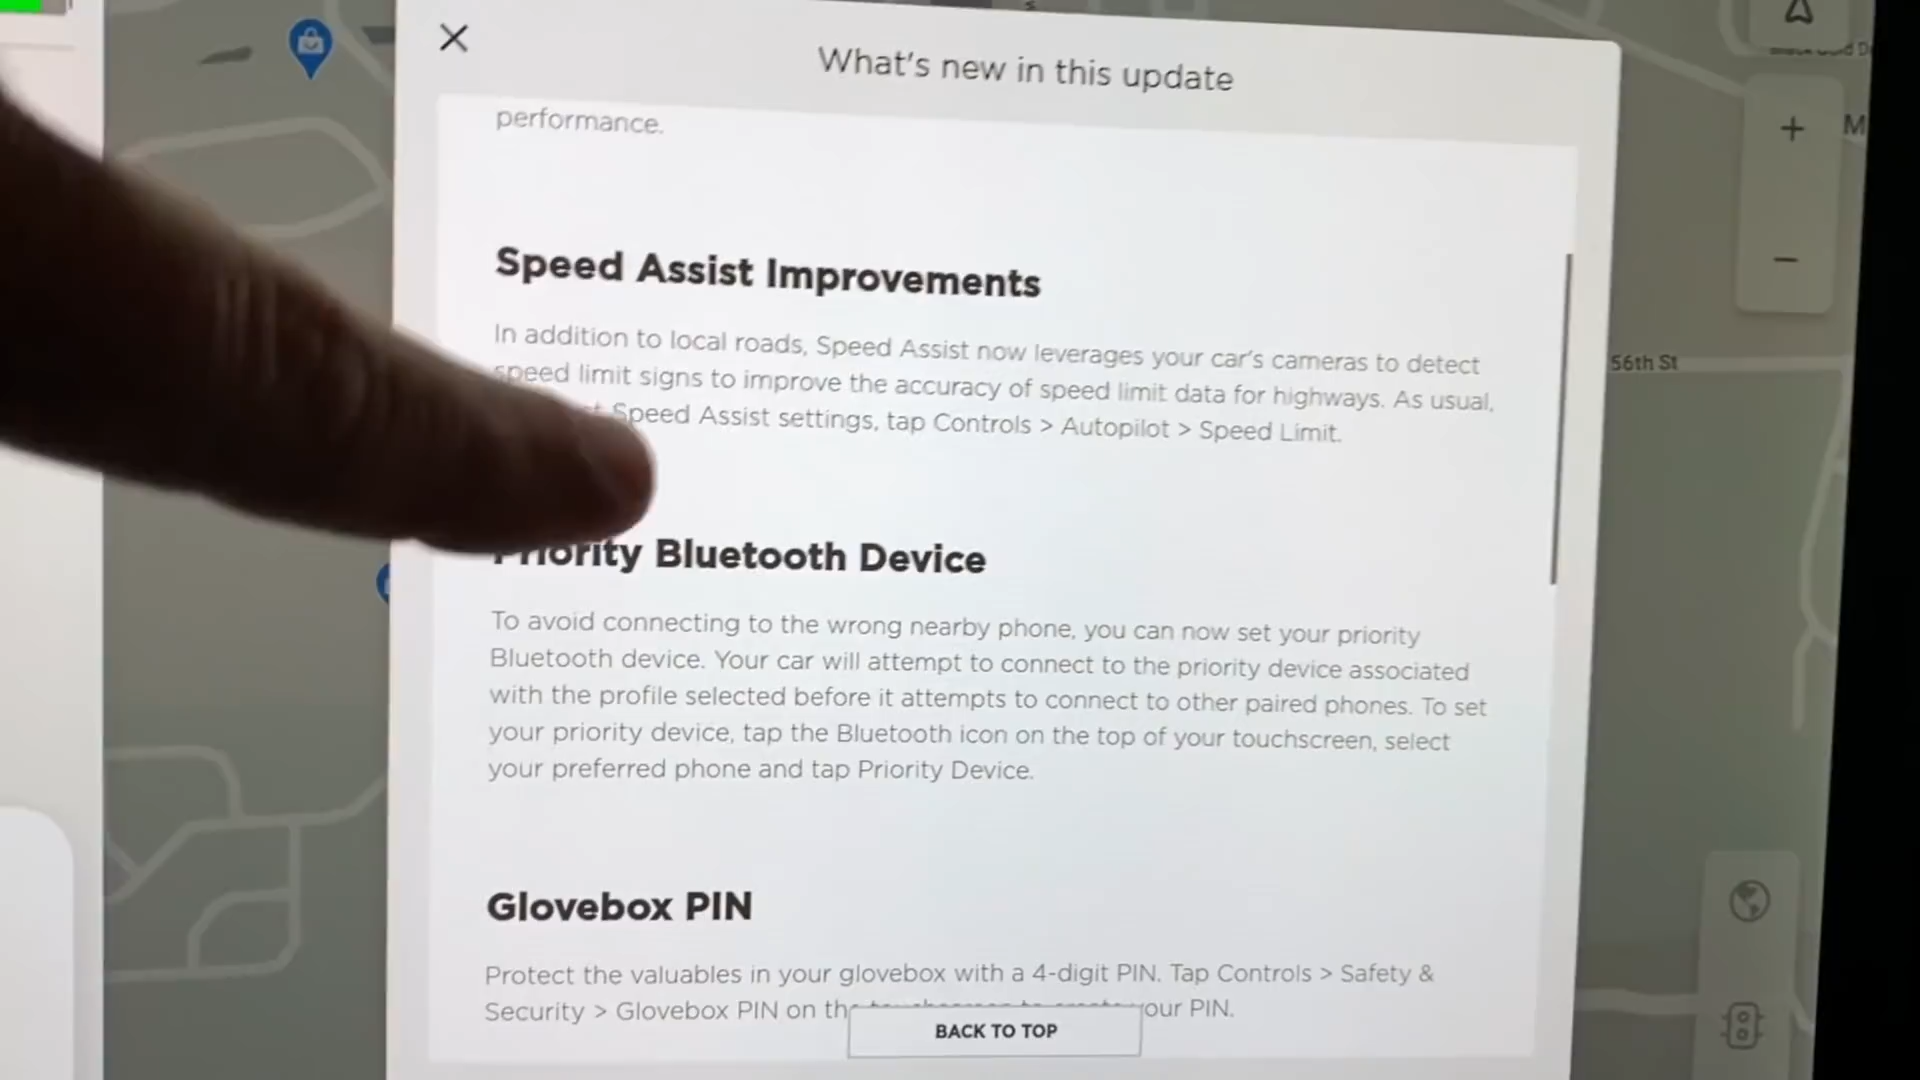 What's new in this update
performance.
Speed Assist Improvements
In addition to local roads, Speed Assist now leverages your car's cameras to detect
speed limit signs to improve the accuracy of speed limit data for highways. As usual,
Speed Assist settings, tap Controls > Autopilot > Speed Limit.
Priority Bluetooth Device
To avoid connecting to the wrong nearby phone, you can now set your priority
Bluetooth device. Your car will attempt to connect to the priority device associated
with the profile selected before it attempts to connect to other paired phones. To set
your priority device, tap the Bluetooth icon on the top of your touchscreen, select
your preferred phone and tap Priority Device.
Glovebox PIN
Protect the valuables in your glovebox with a 4-digit PIN. Tap Controls > Safety &
Security > Glovebox PIN on the your PIN.
BACK TO TOP
+
M
−
56th St